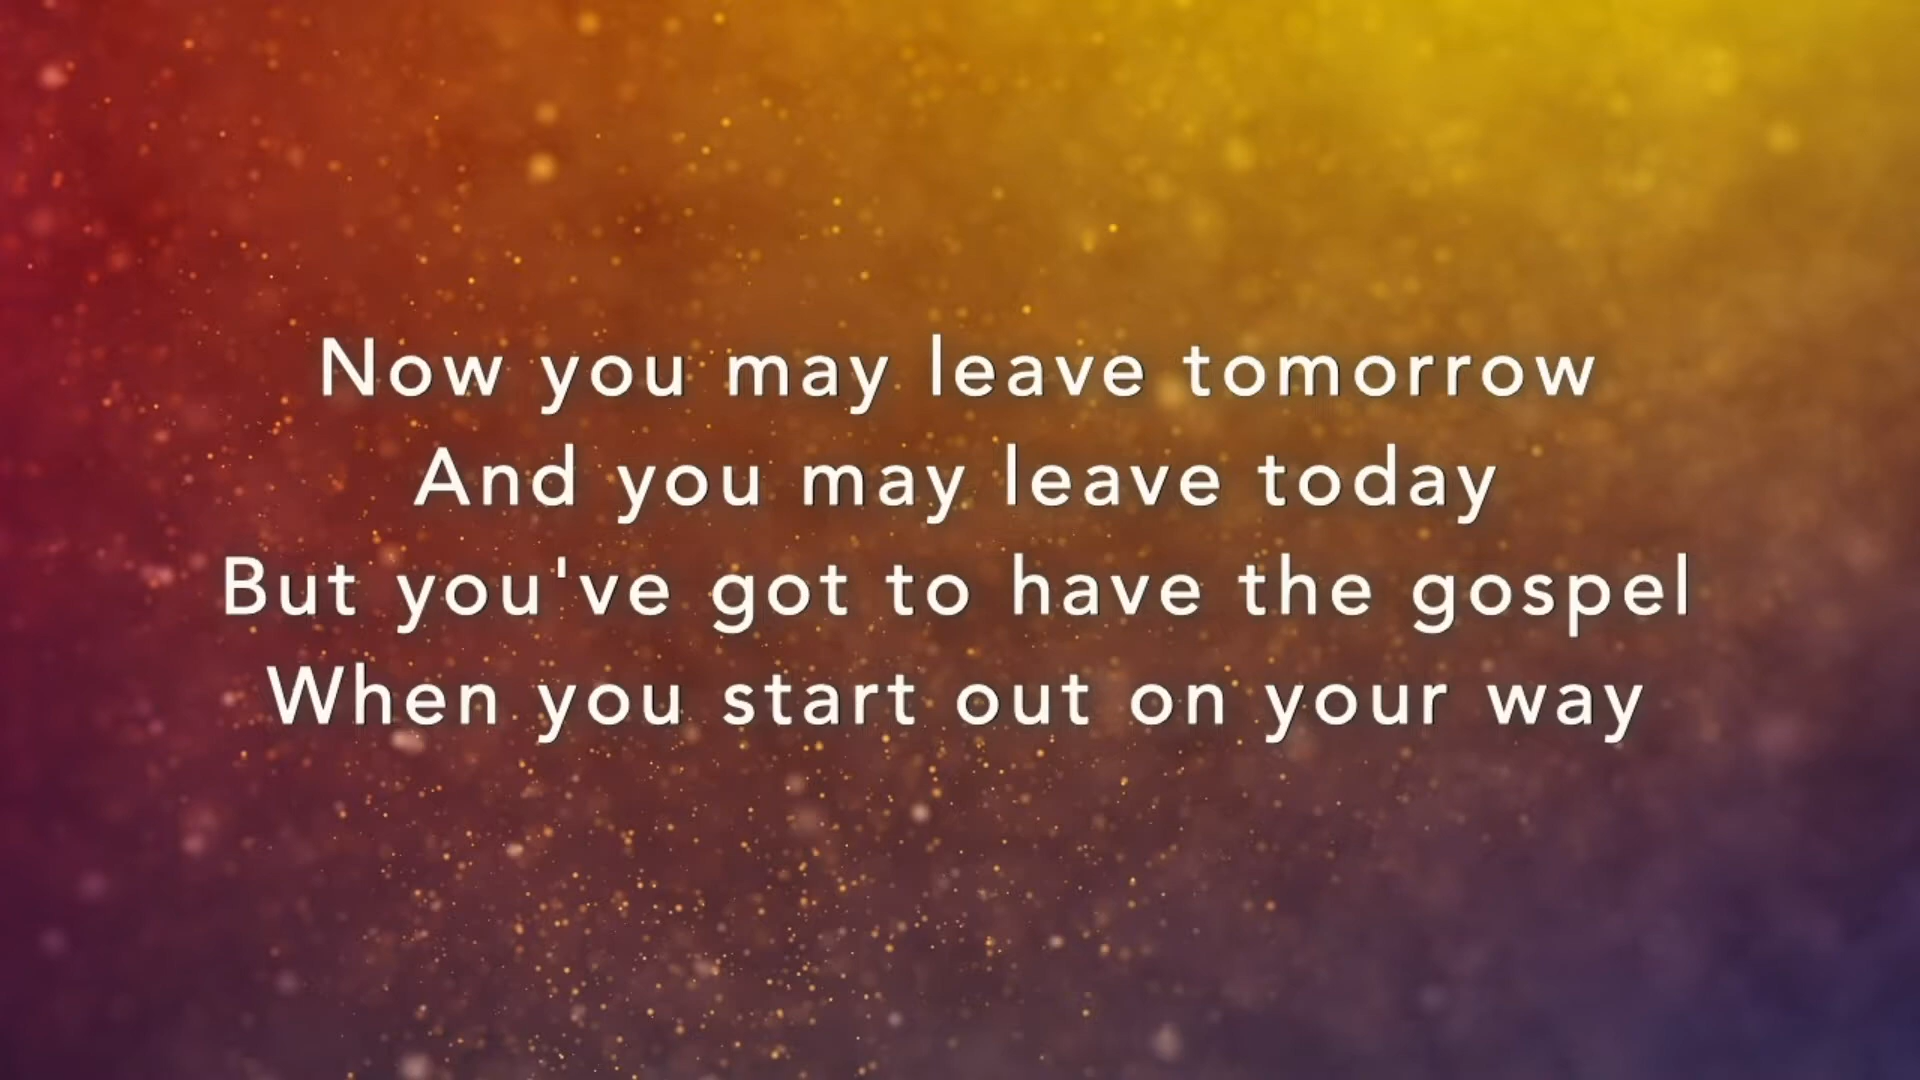 Now you may leave tomorrow
And you may leave today
But you've got to have the gospel
When you start out on your way